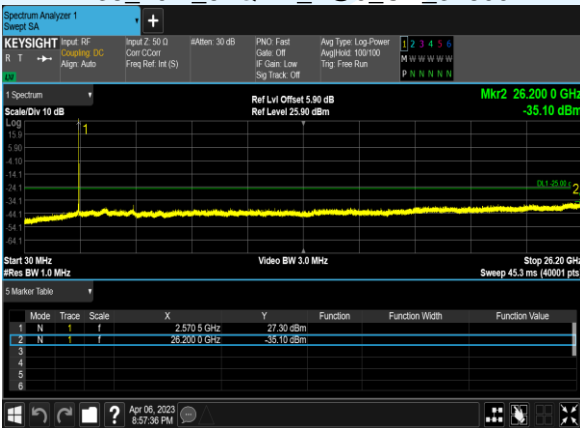 Spectrum Analyzer 1
Swept SA
+
KEYSIGHT Input: RF Input Z: 50 Ω #Atten: 30 dB PNO: Fast Avg Type: Log-Power 1 2 3 4 5 6
R T Coupling: DC Corr CCorr Gate: Off Avg|Hold: 100/100 M W W W W W
Align: Auto Freq Ref: Int (S) IF Gain: Low Trig: Free Run P N N N N N
Sig Track: Off
1 Spectrum
Scale/Div 10 dB
Ref Lvl Offset 5.90 dB
Ref Level 25.90 dBm
Mkr2 26.200 0 GHz
-35.10 dBm
Log
15.9
5.90
-4.10
-14.1
-24.1
-34.1
-44.1
-54.1
-64.1
1
DL1 -25.00
2
Start 30 MHz Video BW 3.0 MHz Stop 26.20 GHz
#Res BW 1.0 MHz Sweep 45.3 ms (40001 pts
5 Marker Table
Mode Trace Scale X Y Function Function Width Function Value
1 N 1 f 2.570 5 GHz 27.30 dBm
2 N 1 f 26.200 0 GHz -35.10 dBm
3
4
5
6
? Apr 06, 2023
8:57:36 PM